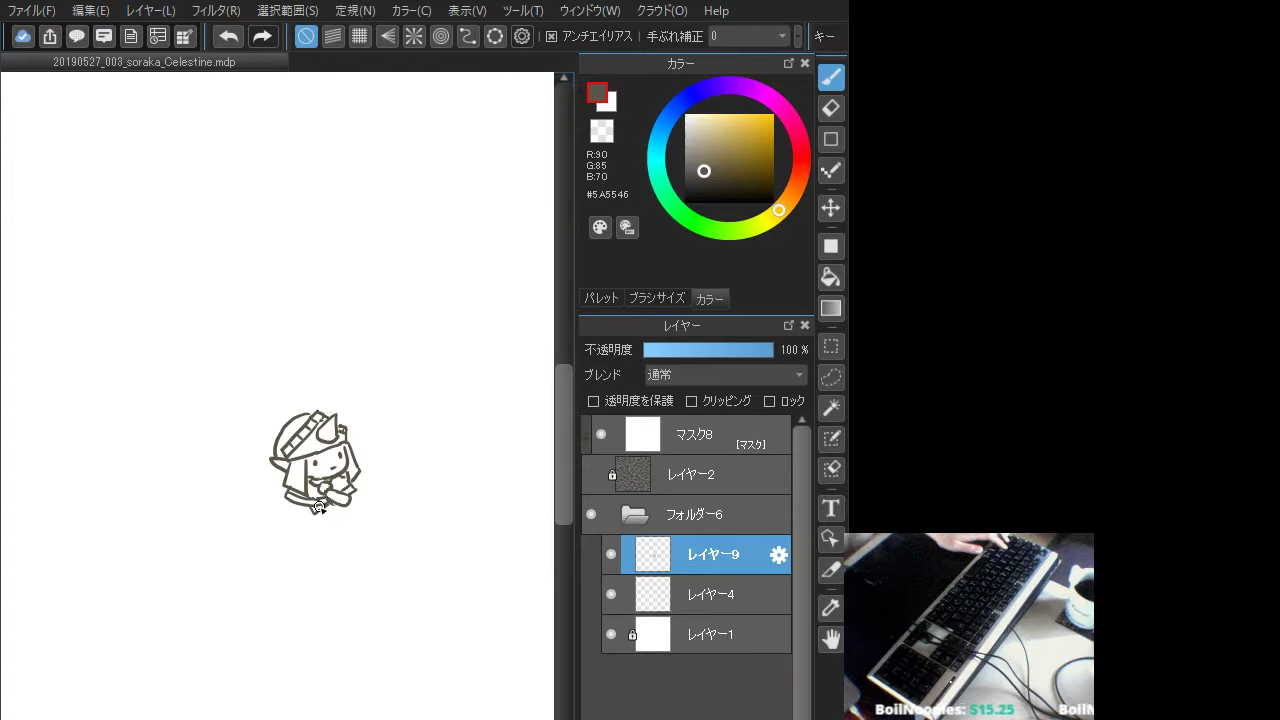 ファイル(F) 編集(E) レイヤー(L) フィルタ(R) 選択範囲(S) 定規(N) カラー(C) 表示(V) ツール(T) ウィンドウ(W) クラウド(O) Help
アンチエイリアス 手ぶれ補正 0 キー
20190527_003_soraka_Celestine.mdp
カラー
R:90
G:85
B:70
#5A5546
パレット ブラシサイズ カラー
レイヤー
不透明度 100 %
ブレンド 通常
透明度を保護 クリッピング ロック
マスク8
[マスク]
レイヤー2
フォルダー6
レイヤー9
レイヤー4
レイヤー1
T
BoilNoodles: $15.25